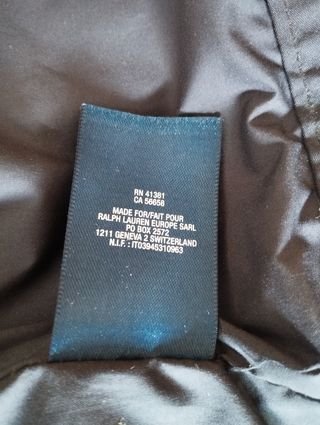 RN 41381
CA 56658
MADE FOR/FAIT POUR
RALPH LAUREN EUROPE SARL
PO BOX 2572
1211 GENEVA 2 SWITZERLAND
N.I.F. : IT03945310963